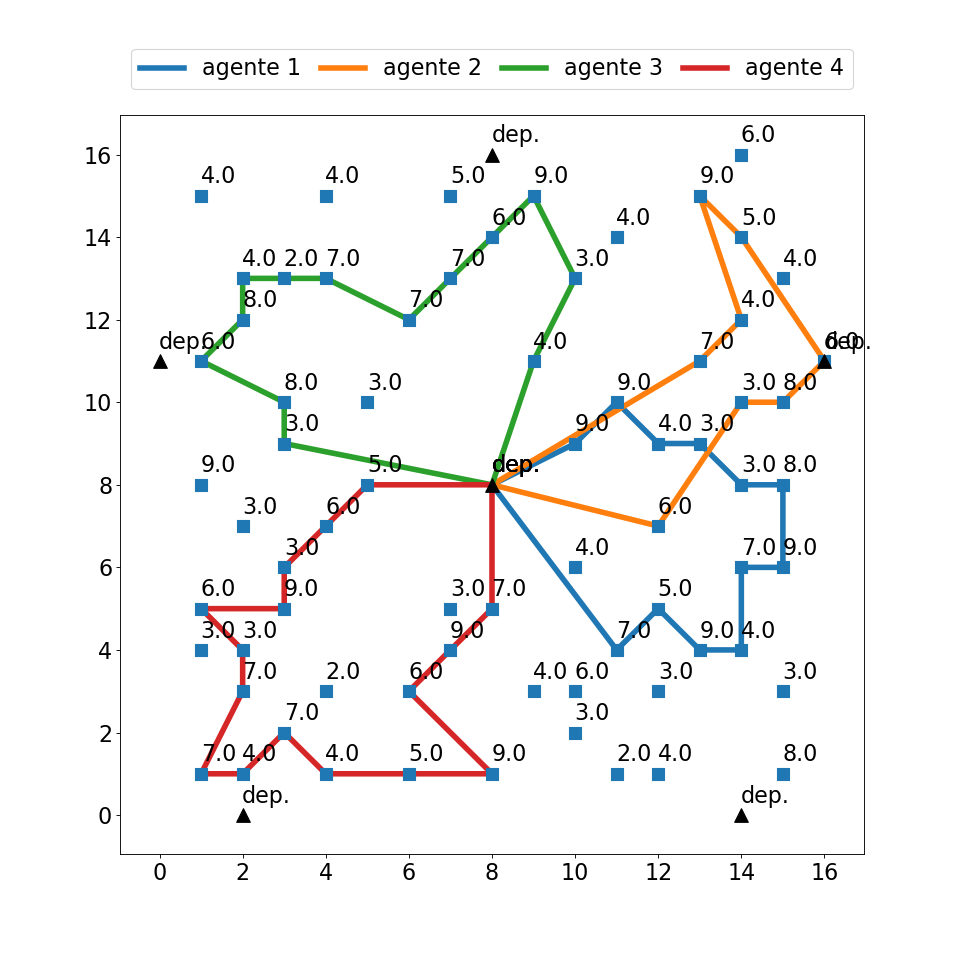 agente 1 agente 2 agente 3 agente 4
16 dep. 6.0
4.0 4.0 5.0 9.0 9.0
14 6.0 4.0 5.0
4.0 2.0 7.0 7.0 3.0 4.0
12 8.0 7.0 4.0
dep. 6.0 4.0 7.0 6.0 dep.
10 8.0 3.0 9.0 3.0 8.0
3.0 9.0 4.0 3.0
8 9.0 5.0 dep. 3.0 8.0
3.0 6.0 6.0
6 3.0 4.0 7.0 9.0
6.0 9.0 3.0 7.0 5.0
4 3.0 3.0 9.0 7.0 9.0 4.0
7.0 2.0 6.0 4.0 6.0 3.0 3.0
2 7.0 3.0
7.0 4.0 4.0 5.0 9.0 2.0 4.0 8.0
0 dep. dep.
0 2 4 6 8 10 12 14 16